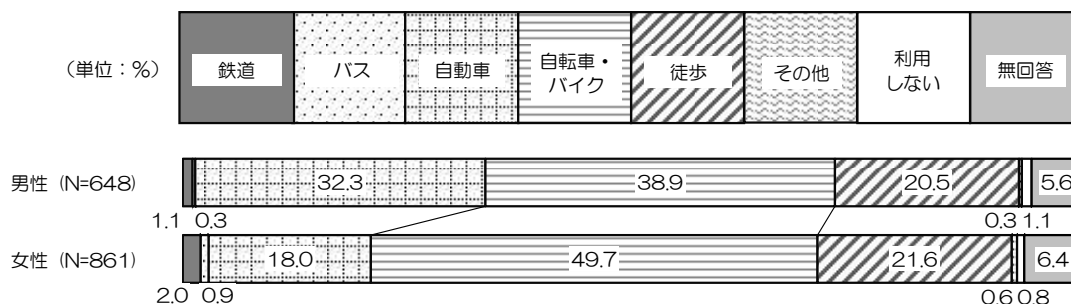 （単位：％）
鉄道
バス
自動車
自転車・
バイク
徒歩
その他
利用
しない
無回答
男性 (N=648)
32.3
38.9
20.5
5.6
1.1
0.3
0.3
1.1
女性 (N=861)
18.0
49.7
21.6
6.4
2.0
0.9
0.6
0.8